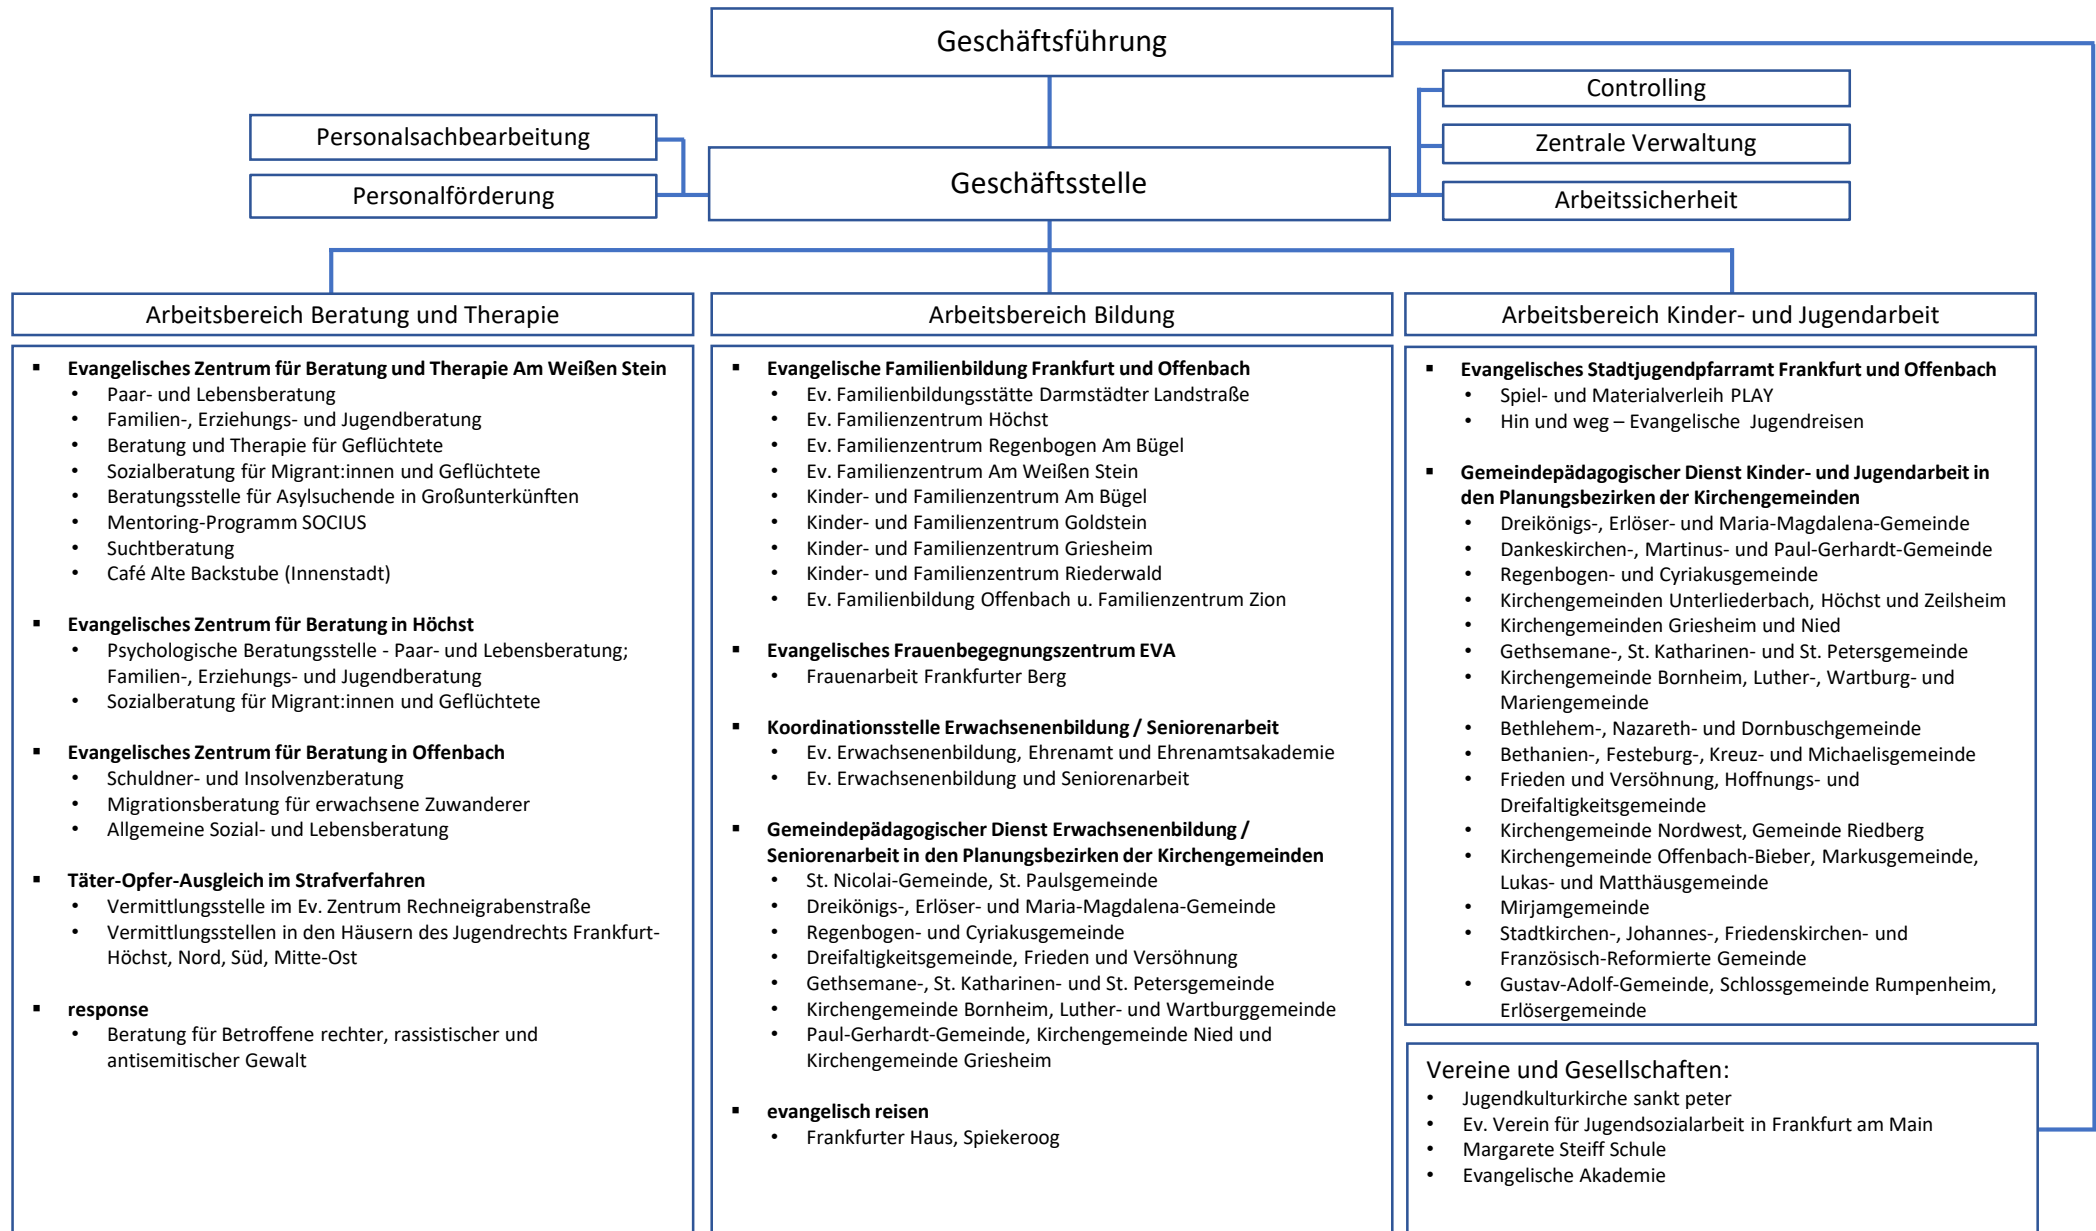 Geschäftsführung
Controlling
Personalsachbearbeitung
Zentrale Verwaltung
Geschäftsstelle
Personalförderung
Arbeitssicherheit
Arbeitsbereich Beratung und Therapie
▪ Evangelisches Zentrum für Beratung und Therapie Am Weißen Stein
• Paar- und Lebensberatung
• Familien-, Erziehungs- und Jugendberatung
• Beratung und Therapie für Geflüchtete
• Sozialberatung für Migrant:innen und Geflüchtete
• Beratungsstelle für Asylsuchende in Großunterkünften
• Mentoring-Programm SOCIUS
• Suchtberatung
• Café Alte Backstube (Innenstadt)
▪ Evangelisches Zentrum für Beratung in Höchst
• Psychologische Beratungsstelle - Paar- und Lebensberatung;
Familien-, Erziehungs- und Jugendberatung
• Sozialberatung für Migrant:innen und Geflüchtete
▪ Evangelisches Zentrum für Beratung in Offenbach
• Schuldner- und Insolvenzberatung
• Migrationsberatung für erwachsene Zuwanderer
• Allgemeine Sozial- und Lebensberatung
▪ Täter-Opfer-Ausgleich im Strafverfahren
• Vermittlungsstelle im Ev. Zentrum Rechneigrabenstraße
• Vermittlungsstellen in den Häusern des Jugendrechts Frankfurt-
Höchst, Nord, Süd, Mitte-Ost
▪ response
• Beratung für Betroffene rechter, rassistischer und
antisemitischer Gewalt
Arbeitsbereich Bildung
▪ Evangelische Familienbildung Frankfurt und Offenbach
• Ev. Familienbildungsstätte Darmstädter Landstraße
• Ev. Familienzentrum Höchst
• Ev. Familienzentrum Regenbogen Am Bügel
• Ev. Familienzentrum Am Weißen Stein
• Kinder- und Familienzentrum Am Bügel
• Kinder- und Familienzentrum Goldstein
• Kinder- und Familienzentrum Griesheim
• Kinder- und Familienzentrum Riederwald
• Ev. Familienbildung Offenbach u. Familienzentrum Zion
▪ Evangelisches Frauenbegegnungszentrum EVA
• Frauenarbeit Frankfurter Berg
▪ Koordinationsstelle Erwachsenenbildung / Seniorenarbeit
• Ev. Erwachsenenbildung, Ehrenamt und Ehrenamtsakademie
• Ev. Erwachsenenbildung und Seniorenarbeit
▪ Gemeindepädagogischer Dienst Erwachsenenbildung /
Seniorenarbeit in den Planungsbezirken der Kirchengemeinden
• St. Nicolai-Gemeinde, St. Paulsgemeinde
• Dreikönigs-, Erlöser- und Maria-Magdalena-Gemeinde
• Regenbogen- und Cyriakusgemeinde
• Dreifaltigkeitsgemeinde, Frieden und Versöhnung
• Gethsemane-, St. Katharinen- und St. Petersgemeinde
• Kirchengemeinde Bornheim, Luther- und Wartburggemeinde
• Paul-Gerhardt-Gemeinde, Kirchengemeinde Nied und
Kirchengemeinde Griesheim
▪ evangelisch reisen
• Frankfurter Haus, Spiekeroog
Arbeitsbereich Kinder- und Jugendarbeit
▪ Evangelisches Stadtjugendpfarramt Frankfurt und Offenbach
• Spiel- und Materialverleih PLAY
• Hin und weg – Evangelische Jugendreisen
▪ Gemeindepädagogischer Dienst Kinder- und Jugendarbeit in
den Planungsbezirken der Kirchengemeinden
• Dreikönigs-, Erlöser- und Maria-Magdalena-Gemeinde
• Dankeskirchen-, Martinus- und Paul-Gerhardt-Gemeinde
• Regenbogen- und Cyriakusgemeinde
• Kirchengemeinden Unterliederbach, Höchst und Zeilsheim
• Kirchengemeinden Griesheim und Nied
• Gethsemane-, St. Katharinen- und St. Petersgemeinde
• Kirchengemeinde Bornheim, Luther-, Wartburg- und
Mariengemeinde
• Bethlehem-, Nazareth- und Dornbuschgemeinde
• Bethanien-, Festeburg-, Kreuz- und Michaelisgemeinde
• Frieden und Versöhnung, Hoffnungs- und
Dreifaltigkeitsgemeinde
• Kirchengemeinde Nordwest, Gemeinde Riedberg
• Kirchengemeinde Offenbach-Bieber, Markusgemeinde,
Lukas- und Matthäusgemeinde
• Mirjamgemeinde
• Stadtkirchen-, Johannes-, Friedenskirchen- und
Französisch-Reformierte Gemeinde
• Gustav-Adolf-Gemeinde, Schlossgemeinde Rumpenheim,
Erlösergemeinde
Vereine und Gesellschaften:
• Jugendkulturkirche sankt peter
• Ev. Verein für Jugendsozialarbeit in Frankfurt am Main
• Margarete Steiff Schule
• Evangelische Akademie